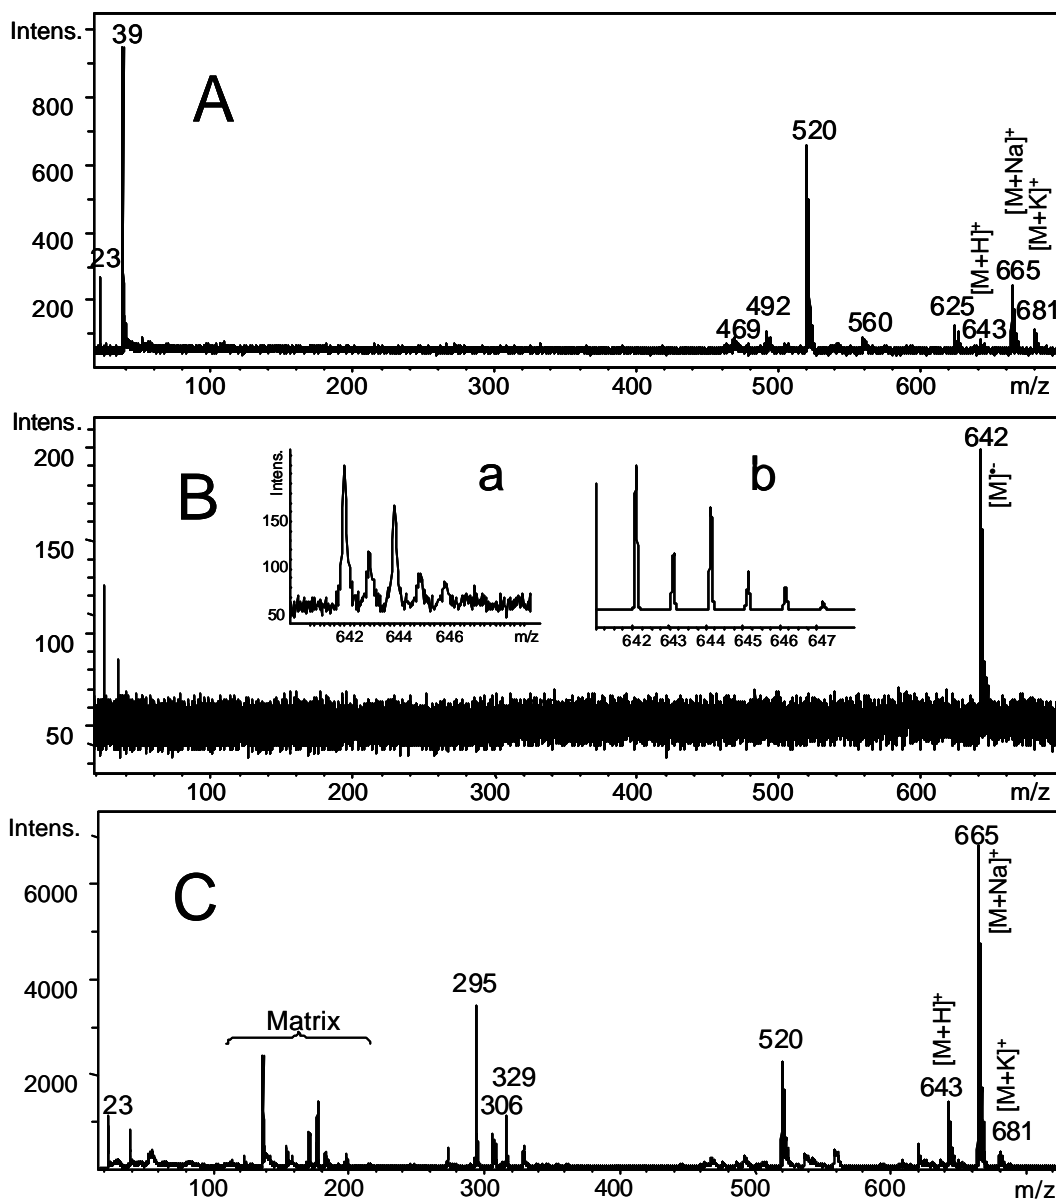 Intens.
39
A
800
600
400
200
23
520
469
492
560
625
643
665
681
[M+H]+
[M+Na]+
[M+K]+
100 200 300 400 500 600 m/z
Intens.
200
150
100
50
B
642
[M]•-
a
Intens.
150
100
50
642 644 646 m/z
b
642 643 644 645 646 647
100 200 300 400 500 600 m/z
Intens.
6000
4000
2000
C
665
[M+Na]+
295
Matrix
[M+H]+
520
329
306
643
[M+K]+
23
681
100 200 300 400 500 600 m/z